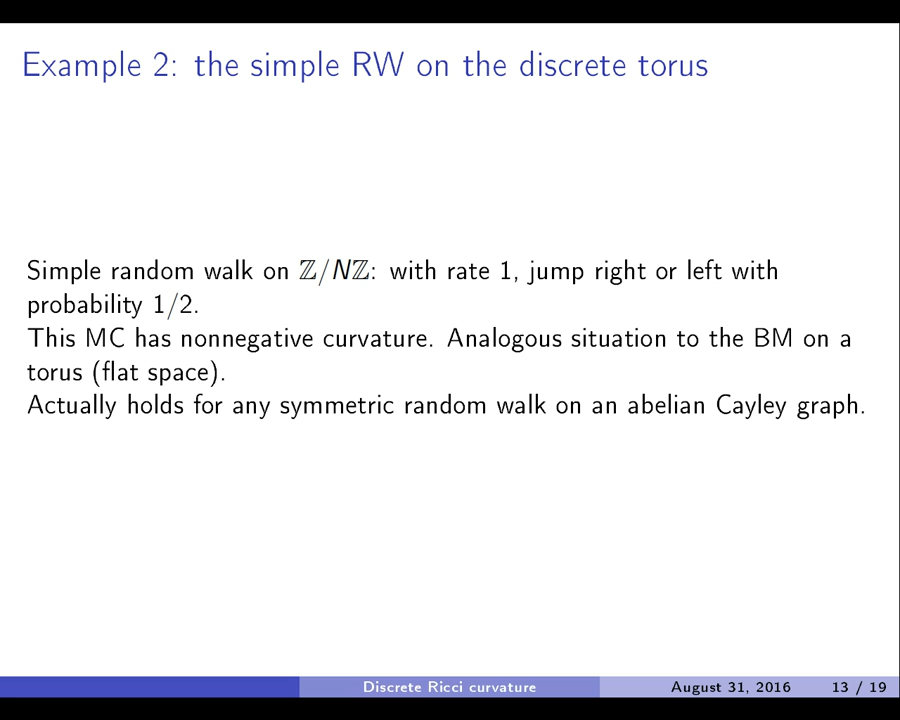 Example 2: the simple RW on the discrete torus
Simple random walk on ℤ/Nℤ: with rate 1, jump right or left with
probability 1/2.
This MC has nonnegative curvature. Analogous situation to the BM on a
torus (flat space).
Actually holds for any symmetric random walk on an abelian Cayley graph.
Discrete Ricci curvature August 31, 2016 13 / 19